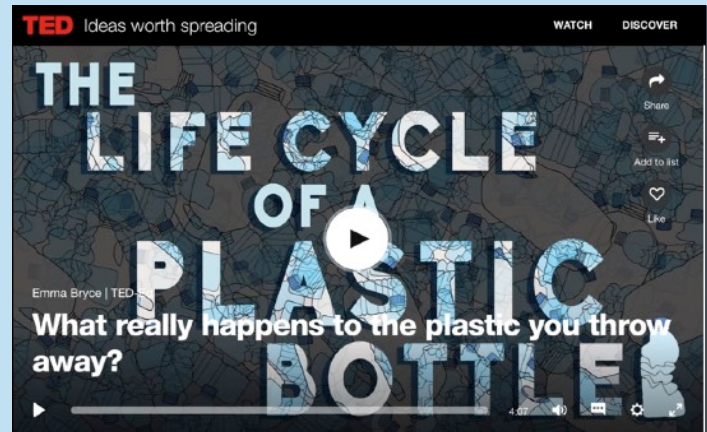 TED Ideas worth spreading WATCH DISCOVER
THE
LIFE CYCLE
OF A
PLASTIC
BOTTLE
Share
Add to list
Like
Emma Bryce | TED-
What really happens to the plastic you throw
away?
4:07